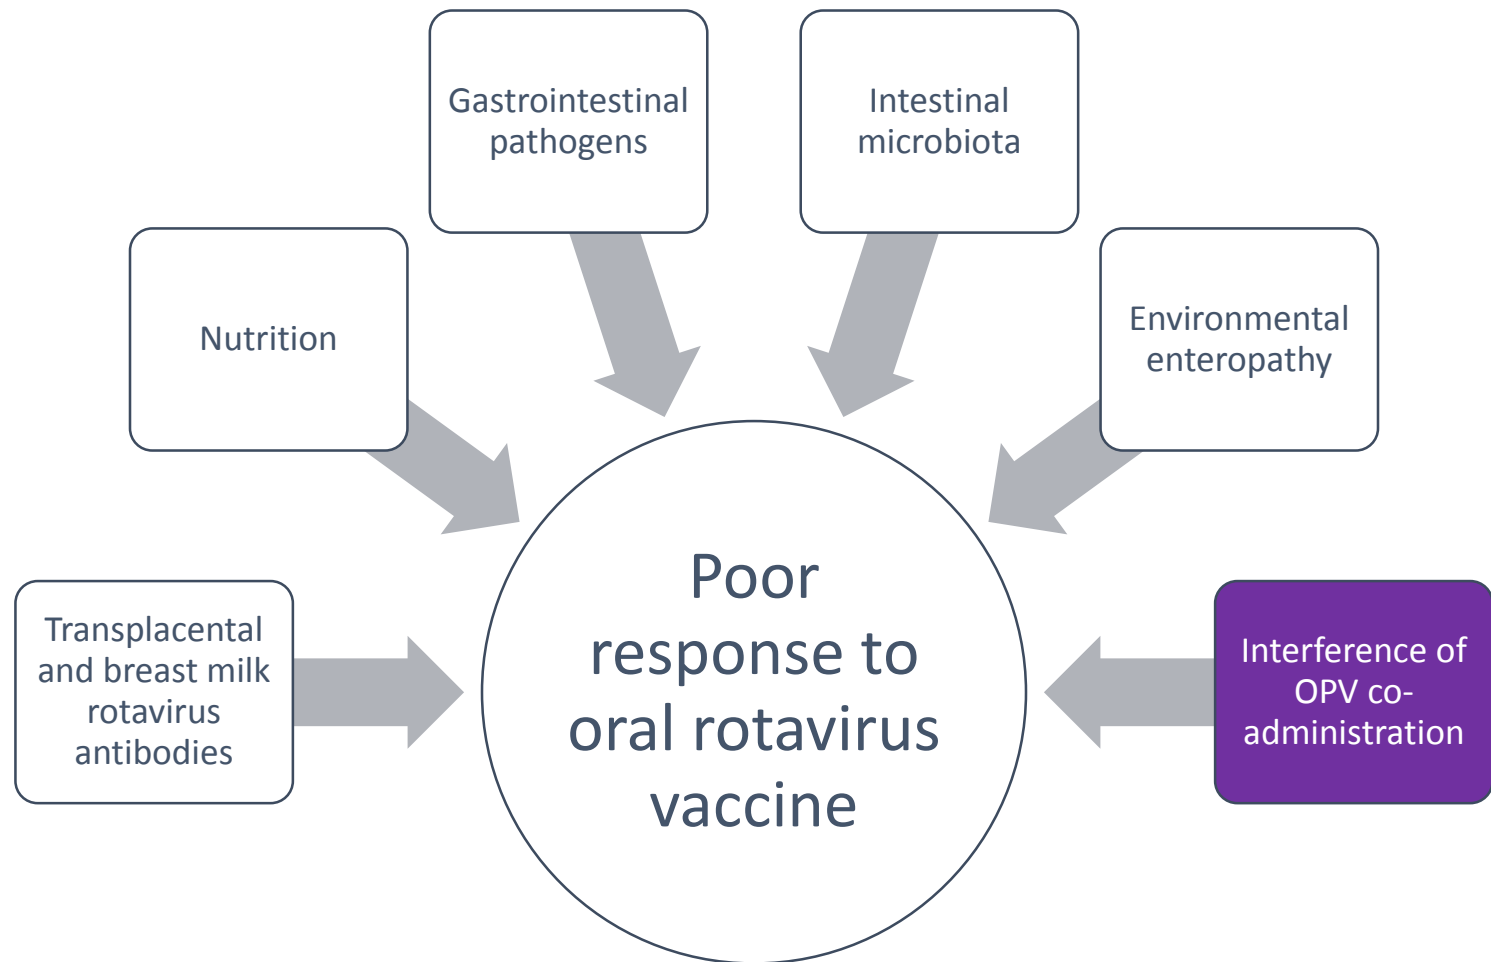 Gastrointestinal
pathogens
Intestinal
microbiota
Nutrition
Environmental
enteropathy
Transplacental
and breast milk
rotavirus
antibodies
Poor
response to
oral rotavirus
vaccine
Interference of
OPV co-
administration